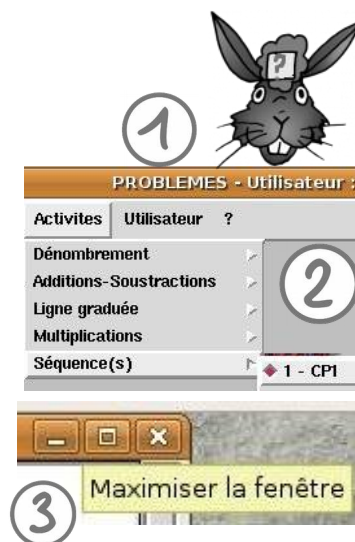 ?
1
PROBLEMES - Utilisateur :
Activites Utilisateur ?
Dénombrement
Additions-Soustractions
2
Ligne graduée
Multiplications
Séquence(s)
1 - CP1
Maximiser la fenêtre
3